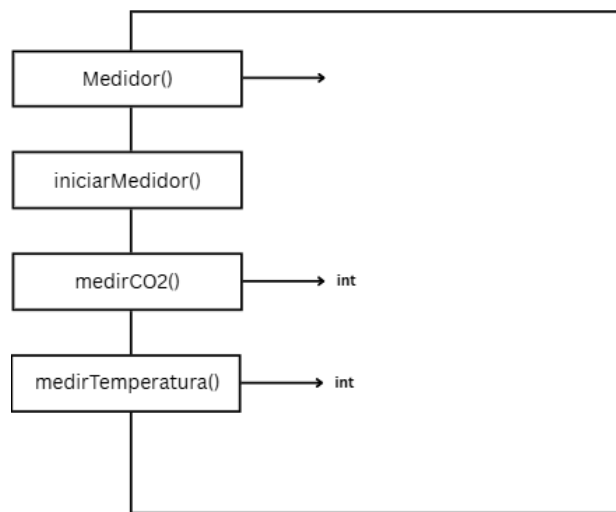 Medidor()
iniciarMedidor()
medirCO2()
int
medirTemperatura()
int